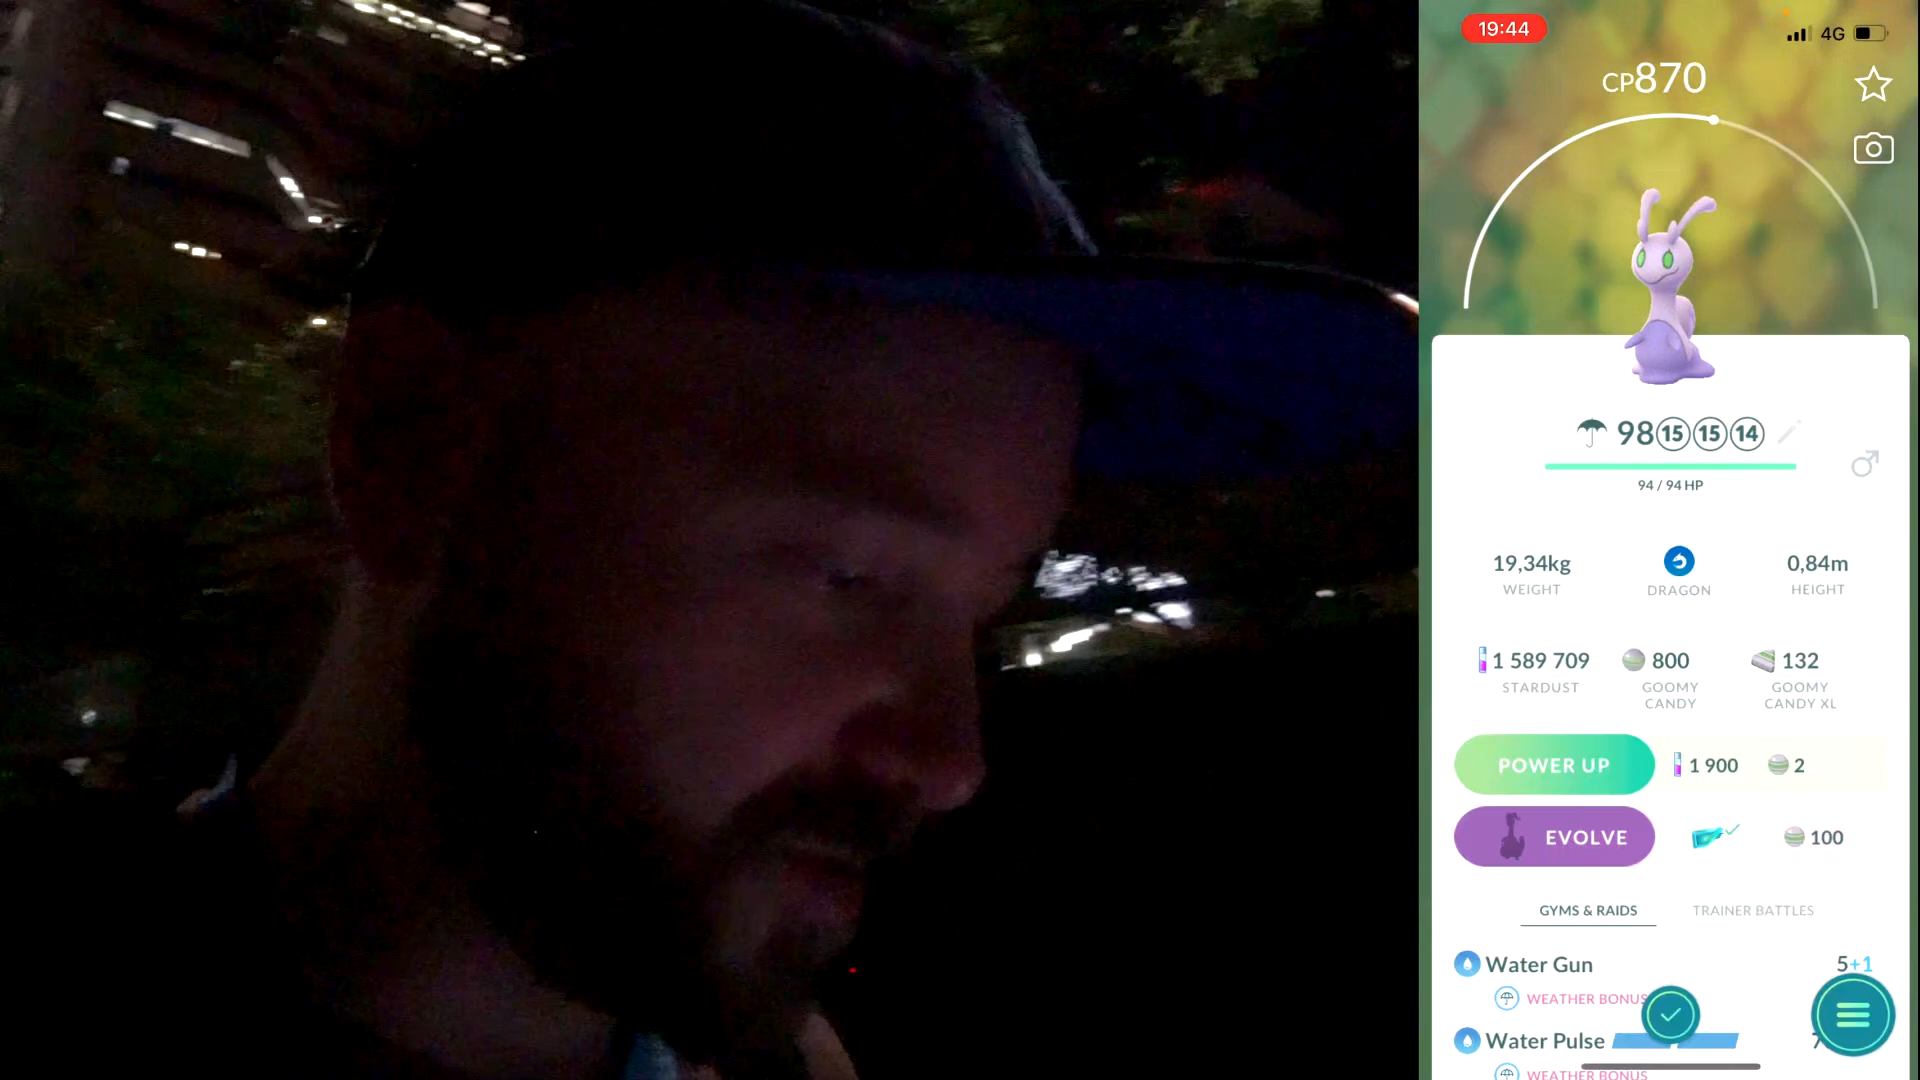 19:44
4G
CP870
98 15 15 14
94 / 94 HP
19,34kg
WEIGHT
DRAGON
0,84m
HEIGHT
1 589 709
STARDUST
800
GOOMY
CANDY
132
GOOMY
CANDY XL
POWER UP
1 900
2
EVOLVE
100
GYMS & RAIDS
TRAINER BATTLES
Water Gun
5+1
WEATHER BONUS
Water Pulse
WEATHER BONUS